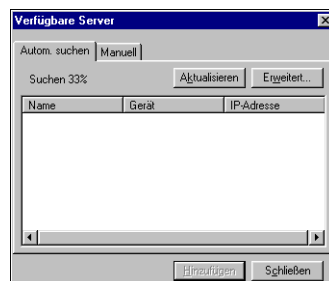 Verfügbare Server
Autom. suchen Manuell
Suchen 33% Aktualisieren Erweitert...
Name Gerät IP-Adresse
Hinzufügen Schließen